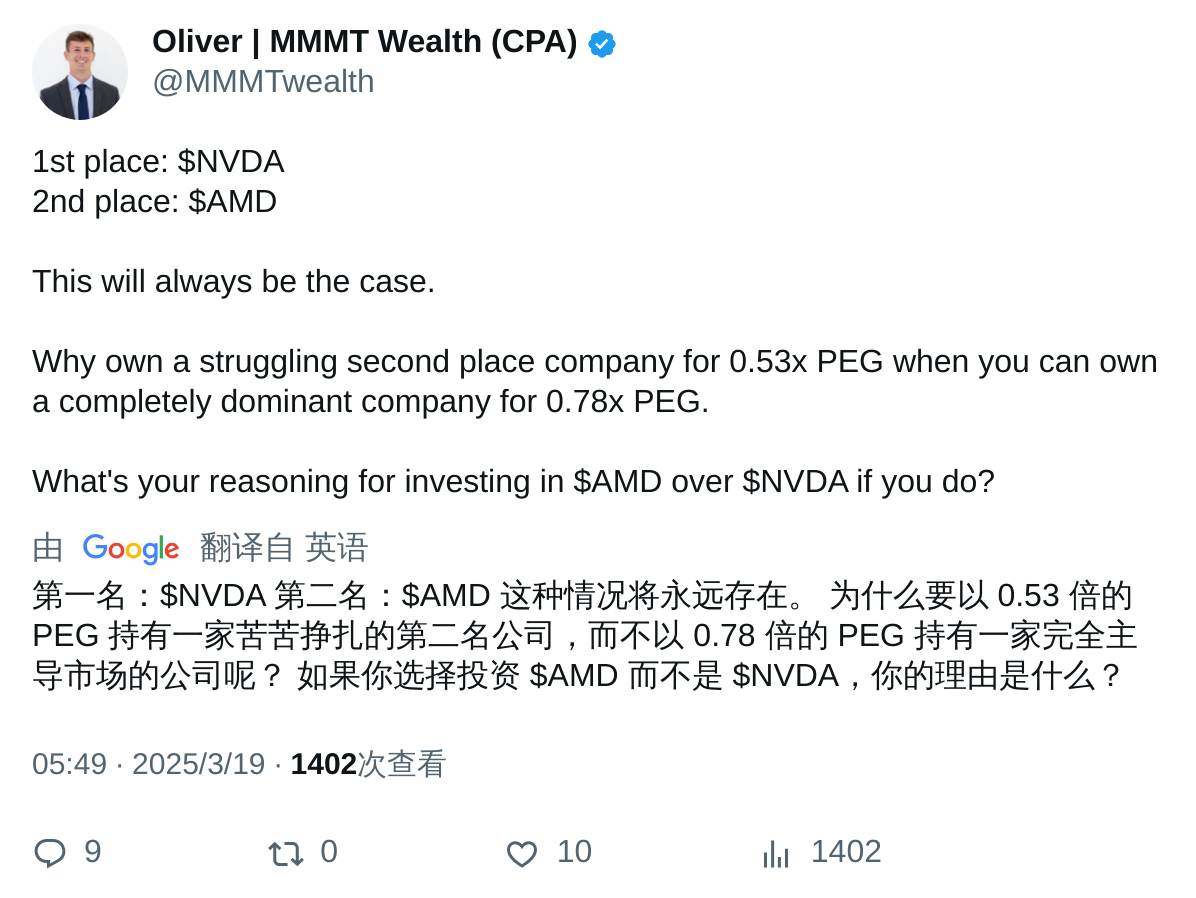 Oliver | MMMT Wealth (CPA)
@MMMTwealth
1st place: $NVDA
2nd place: $AMD
This will always be the case.
Why own a struggling second place company for 0.53x PEG when you can own
a completely dominant company for 0.78x PEG.
What's your reasoning for investing in $AMD over $NVDA if you do?
由 Google 翻译自 英语
第一名：$NVDA 第二名：$AMD 这种情况将永远存在。 为什么要以 0.53 倍的
PEG 持有一家苦苦挣扎的第二名公司，而不以 0.78 倍的 PEG 持有一家完全主
导市场的公司呢？ 如果你选择投资 $AMD 而不是 $NVDA，你的理由是什么？
05:49 · 2025/3/19 · 1402次查看
9 0 10 1402